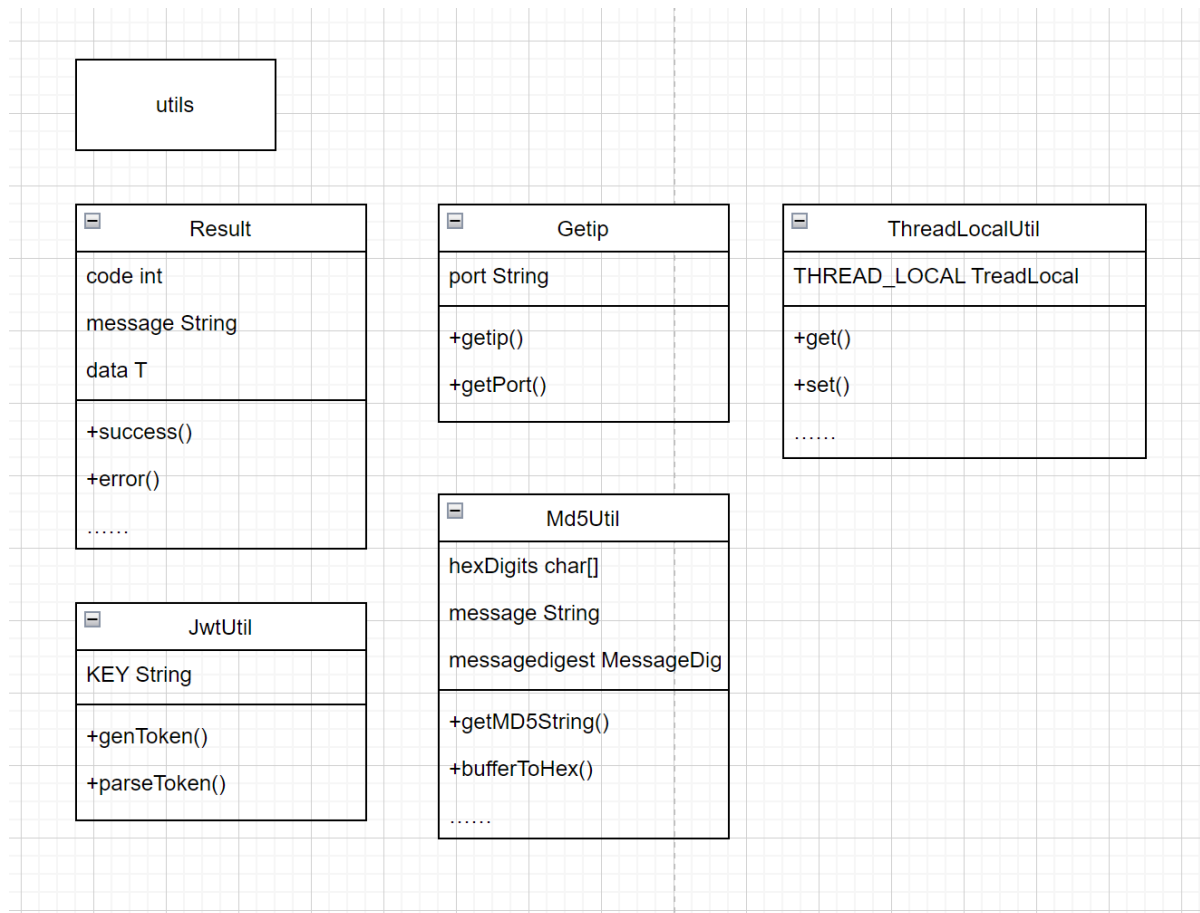 utils
Result
code int
message String
data T
+success()
+error()
......
Getip
port String
+getip()
+getPort()
ThreadLocalUtil
THREAD_LOCAL TreadLocal
+get()
+set()
......
JwtUtil
KEY String
+genToken()
+parseToken()
Md5Util
hexDigits char[]
message String
messagedigest MessageDig
+getMD5String()
+bufferToHex()
......